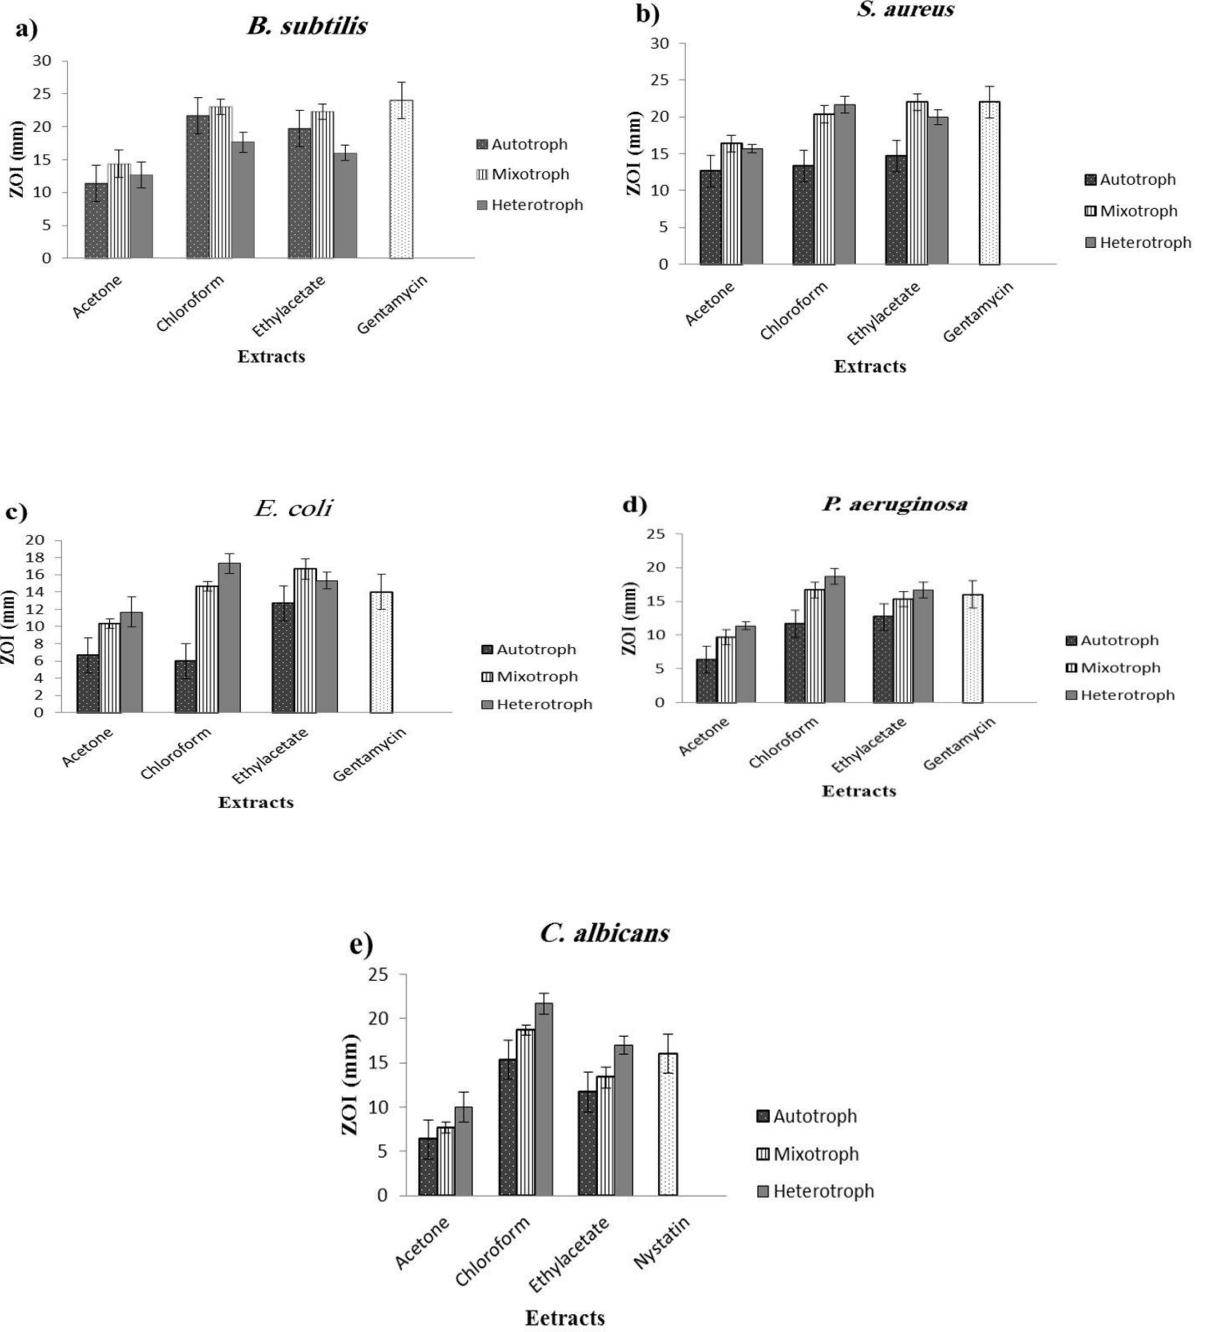 a)
B. subtilis
30
25
20
15
10
5
0
ZOI (mm)
Acetone
Chloroform
Ethylacetate
Gentamycin
Extracts
Autotroph
Mixotroph
Heterotroph
b)
S. aureus
30
25
20
15
10
5
0
ZOI (mm)
Acetone
Chloroform
Ethylacetate
Gentamycin
Extracts
Autotroph
Mixotroph
Heterotroph
c)
E. coli
20
18
16
14
12
10
8
6
4
2
0
ZOI (mm)
Acetone
Chloroform
Ethylacetate
Gentamycin
Extracts
Autotroph
Mixotroph
Heterotroph
d)
P. aeruginosa
25
20
15
10
5
0
ZOI (mm)
Acetone
Chloroform
Ethylacetate
Gentamycin
Eetracts
Autotroph
Mixotroph
Heterotroph
e)
C. albicans
25
20
15
10
5
0
ZOI (mm)
Acetone
Chloroform
Ethylacetate
Nystatin
Eetracts
Autotroph
Mixotroph
Heterotroph